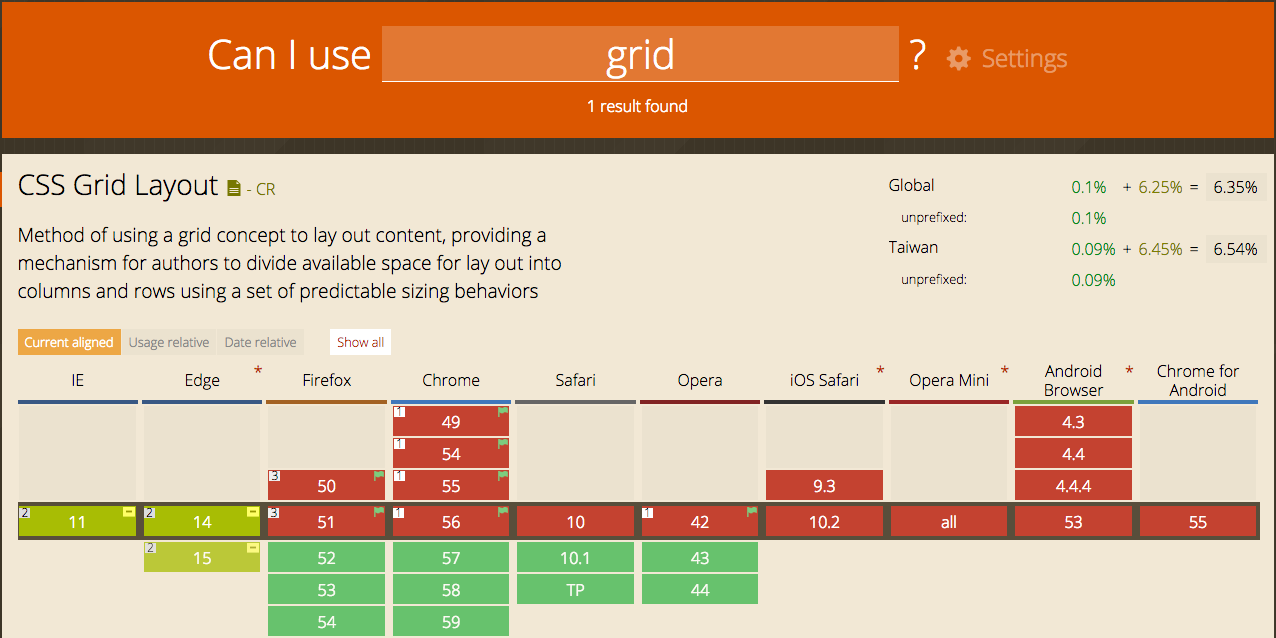 Can I use grid ? Settings
1 result found
CSS Grid Layout - CR
Method of using a grid concept to lay out content, providing a
mechanism for authors to divide available space for lay out into
columns and rows using a set of predictable sizing behaviors
Global 0.1% + 6.25% = 6.35%
unprefixed: 0.1%
Taiwan 0.09% + 6.45% = 6.54%
unprefixed: 0.09%
Current aligned Usage relative Date relative Show all
IE Edge * Firefox Chrome Safari Opera iOS Safari * Opera Mini * Android Browser * Chrome for Android
1 49 4.3
1 54 4.4
3 50 1 55 9.3 4.4.4
2 11 2 14 3 51 1 56 10 1 42 10.2 all 53 55
2 15 52 57 10.1 43
53 58 TP 44
54 59